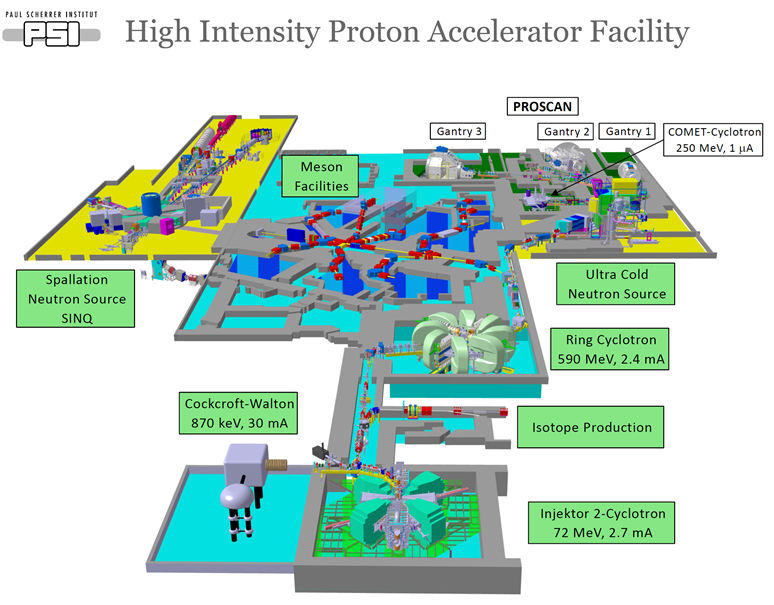 PAUL SCHERRER INSTITUT
PSI
High Intensity Proton Accelerator Facility
PROSCAN
Gantry 3
Gantry 2
Gantry 1
COMET-Cyclotron
250 MeV, 1 µA
Meson
Facilities
Spallation
Neutron Source
SINQ
Ultra Cold
Neutron Source
Ring Cyclotron
590 MeV, 2.4 mA
Cockcroft-Walton
870 keV, 30 mA
Isotope Production
Injektor 2-Cyclotron
72 MeV, 2.7 mA